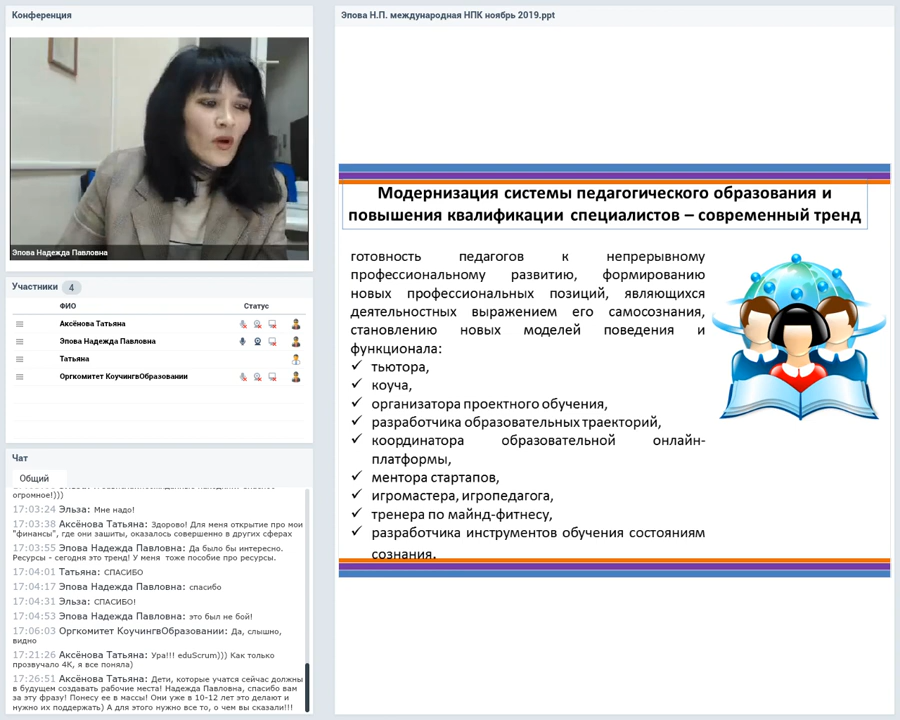 Конференция
Эпова Надежда Павловна
Участники 4
ФИО Статус
Аксёнова Татьяна
Эпова Надежда Павловна
Татьяна
Оргкомитет КоучингвОбразовании
Чат
Общий
огромное!)))
17:03:24 Эльза: Мне надо!
17:03:38 Аксёнова Татьяна: Здорово! Для меня открытие про мои
"финансы", где они зашиты, оказалось совершенно в других сферах
17:03:55 Эпова Надежда Павловна: Да было бы интересно.
Ресурсы - сегодня это тренд! У меня тоже пособие по ресурсы.
17:04:01 Татьяна: СПАСИБО
17:04:17 Эпова Надежда Павловна: спасибо
17:04:31 Эльза: СПАСИБО!
17:04:53 Эпова Надежда Павловна: это был не бой!
17:06:03 Оргкомитет КоучингвОбразовании: Да, слышно,
видно
17:21:26 Аксёнова Татьяна: Ура!!! eduScrum))) Как только
прозвучало 4К, я все поняла)
17:26:51 Аксёнова Татьяна: Дети, которые учатся сейчас должны
в будущем создавать рабочие места! Надежда Павловна, спасибо вам
за эту фразу! Понесу ее в массы! Они уже в 10-12 лет это делают и
нужно их поддержать) А для этого нужно все то, о чем вы сказали!!!
Эпова Н.П. международная НПК ноябрь 2019.ppt
Модернизация системы педагогического образования и
повышения квалификации специалистов – современный тренд
готовность педагогов к непрерывному
профессиональному развитию, формированию
новых профессиональных позиций, являющихся
деятельностных выражением его самосознания,
становлению новых моделей поведения и
функционала:
✓ тьютора,
✓ коуча,
✓ организатора проектного обучения,
✓ разработчика образовательных траекторий,
✓ координатора образовательной онлайн-
платформы,
✓ ментора стартапов,
✓ игромастера, игропедагога,
✓ тренера по майнд-фитнесу,
✓ разработчика инструментов обучения состояниям
сознания.